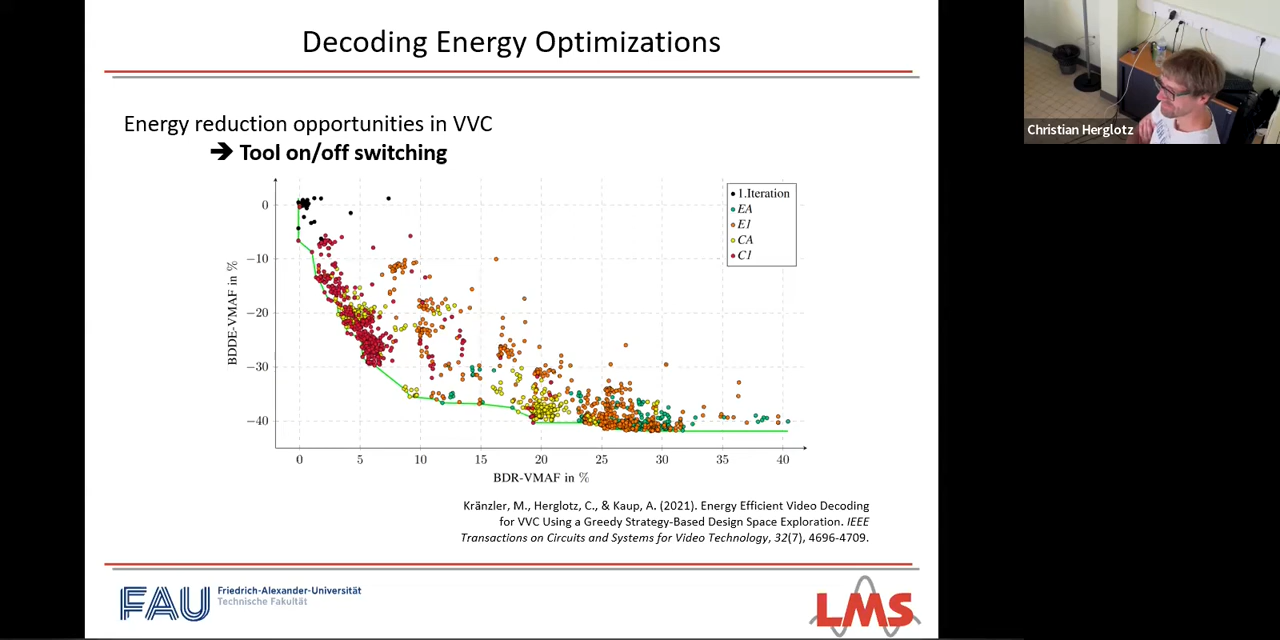 Decoding Energy Optimizations
Energy reduction opportunities in VVC
➔ Tool on/off switching
BDDE-VMAF in %
0
−10
−20
−30
−40
0
5
10
15
20
25
30
35
40
BDR-VMAF in %
1.Iteration
EA
E1
CA
C1
Kränzler, M., Herglotz, C., & Kaup, A. (2021). Energy Efficient Video Decoding
for VVC Using a Greedy Strategy-Based Design Space Exploration. IEEE
Transactions on Circuits and Systems for Video Technology, 32(7), 4696-4709.
FAU
Friedrich-Alexander-Universität
Technische Fakultät
LMS
Christian Herglotz